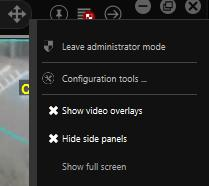 Leave administrator mode
Configuration tools ...
Show video overlays
Hide side panels
Show full screen